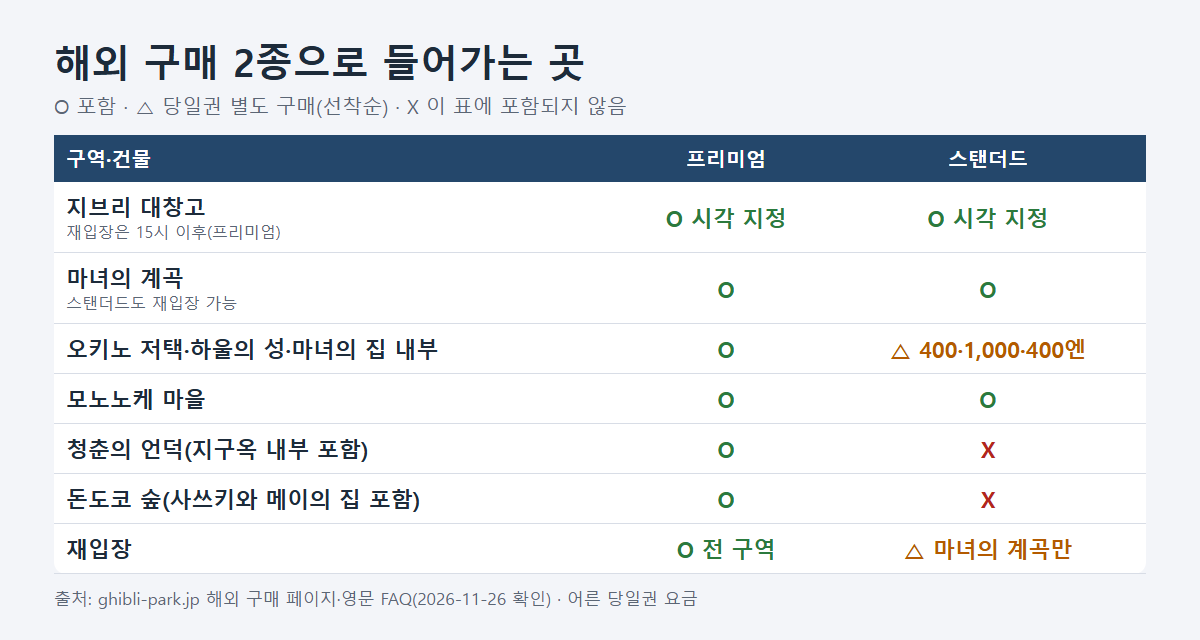 해외 구매 2종으로 들어가는 곳
O 포함 · △ 당일권 별도 구매(선착순) · X 이 표에 포함되지 않음
구역·건물 프리미엄 스탠더드
지브리 대창고 O 시각 지정 O 시각 지정
재입장은 15시 이후(프리미엄)
마녀의 계곡 O O
스탠더드도 재입장 가능
오키노 저택·하울의 성·마녀의 집 내부 O △ 400·1,000·400엔
모노노케 마을 O O
청춘의 언덕(지구옥 내부 포함) O X
돈도코 숲(사쓰키와 메이의 집 포함) O X
재입장 O 전 구역 △ 마녀의 계곡만
출처: ghibli-park.jp 해외 구매 페이지·영문 FAQ(2026-11-26 확인) · 어른 당일권 요금